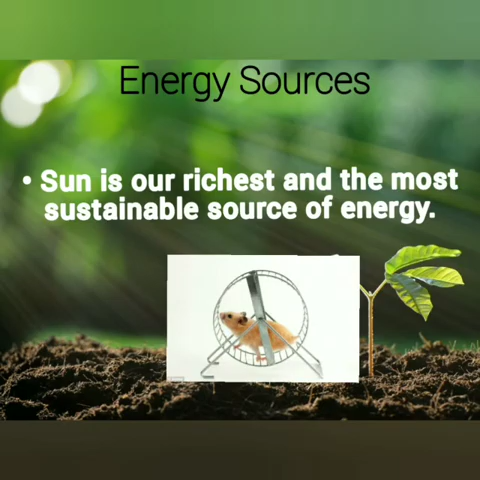 Energy Sources
• Sun is our richest and the most
sustainable source of energy.